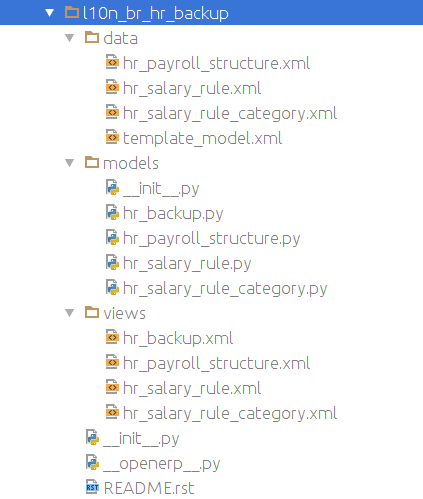 l10n_br_hr_backup
data
hr_payroll_structure.xml
hr_salary_rule.xml
hr_salary_rule_category.xml
template_model.xml
models
__init__.py
hr_backup.py
hr_payroll_structure.py
hr_salary_rule.py
hr_salary_rule_category.py
views
hr_backup.xml
hr_payroll_structure.xml
hr_salary_rule.xml
hr_salary_rule_category.xml
__init__.py
__openerp__.py
RST README.rst